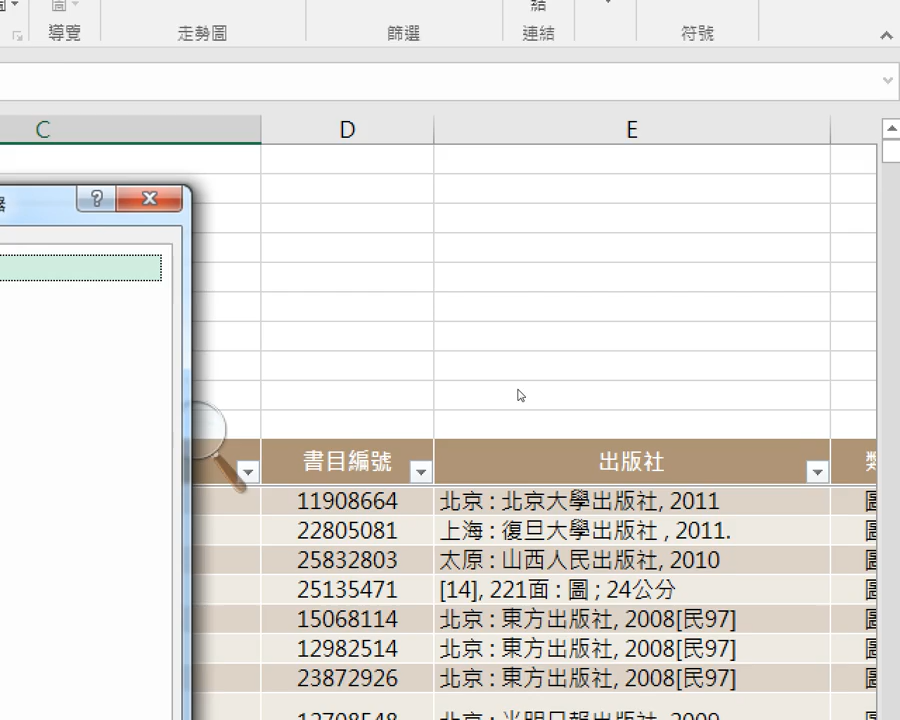 導覽
走勢圖
篩選
結
連結
符號
C
D
E
?
書目編號
出版社
11908664
北京 : 北京大學出版社, 2011
22805081
上海 : 復旦大學出版社 , 2011.
25832803
太原 : 山西人民出版社, 2010
25135471
[14], 221面 : 圖 ; 24公分
15068114
北京 : 東方出版社, 2008[民97]
12982514
北京 : 東方出版社, 2008[民97]
23872926
北京 : 東方出版社, 2008[民97]